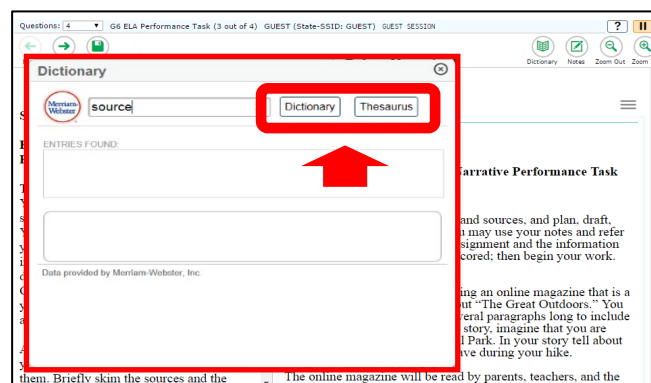 Questions: 4 G6 ELA Performance Task (3 out of 4) GUEST (State-SSID: GUEST) GUEST SESSION ?
Dictionary Notes Zoom Out Zoom
Dictionary
Merriam-Webster source Dictionary Thesaurus
ENTRIES FOUND:
Narrative Performance Task
and sources, and plan, draft,
may use your notes and refer
signment and the information
cored; then begin your work.
Data provided by Merriam-Webster, Inc.
ing an online magazine that is a
out “The Great Outdoors.” You
eral paragraphs long to include
story, imagine that you are
l Park. In your story tell about
ave during your hike.
them. Briefly skim the sources and the
The online magazine will be read by parents, teachers, and the